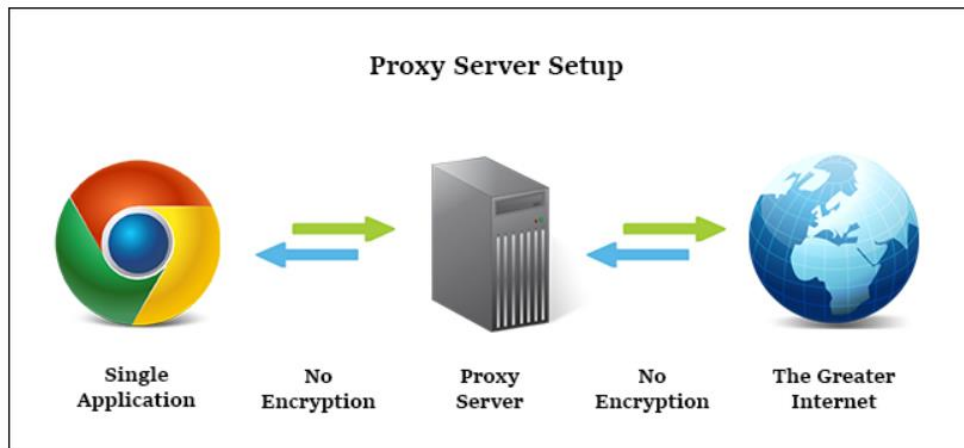 Proxy Server Setup
Single
Application
No
Encryption
Proxy
Server
No
Encryption
The Greater
Internet